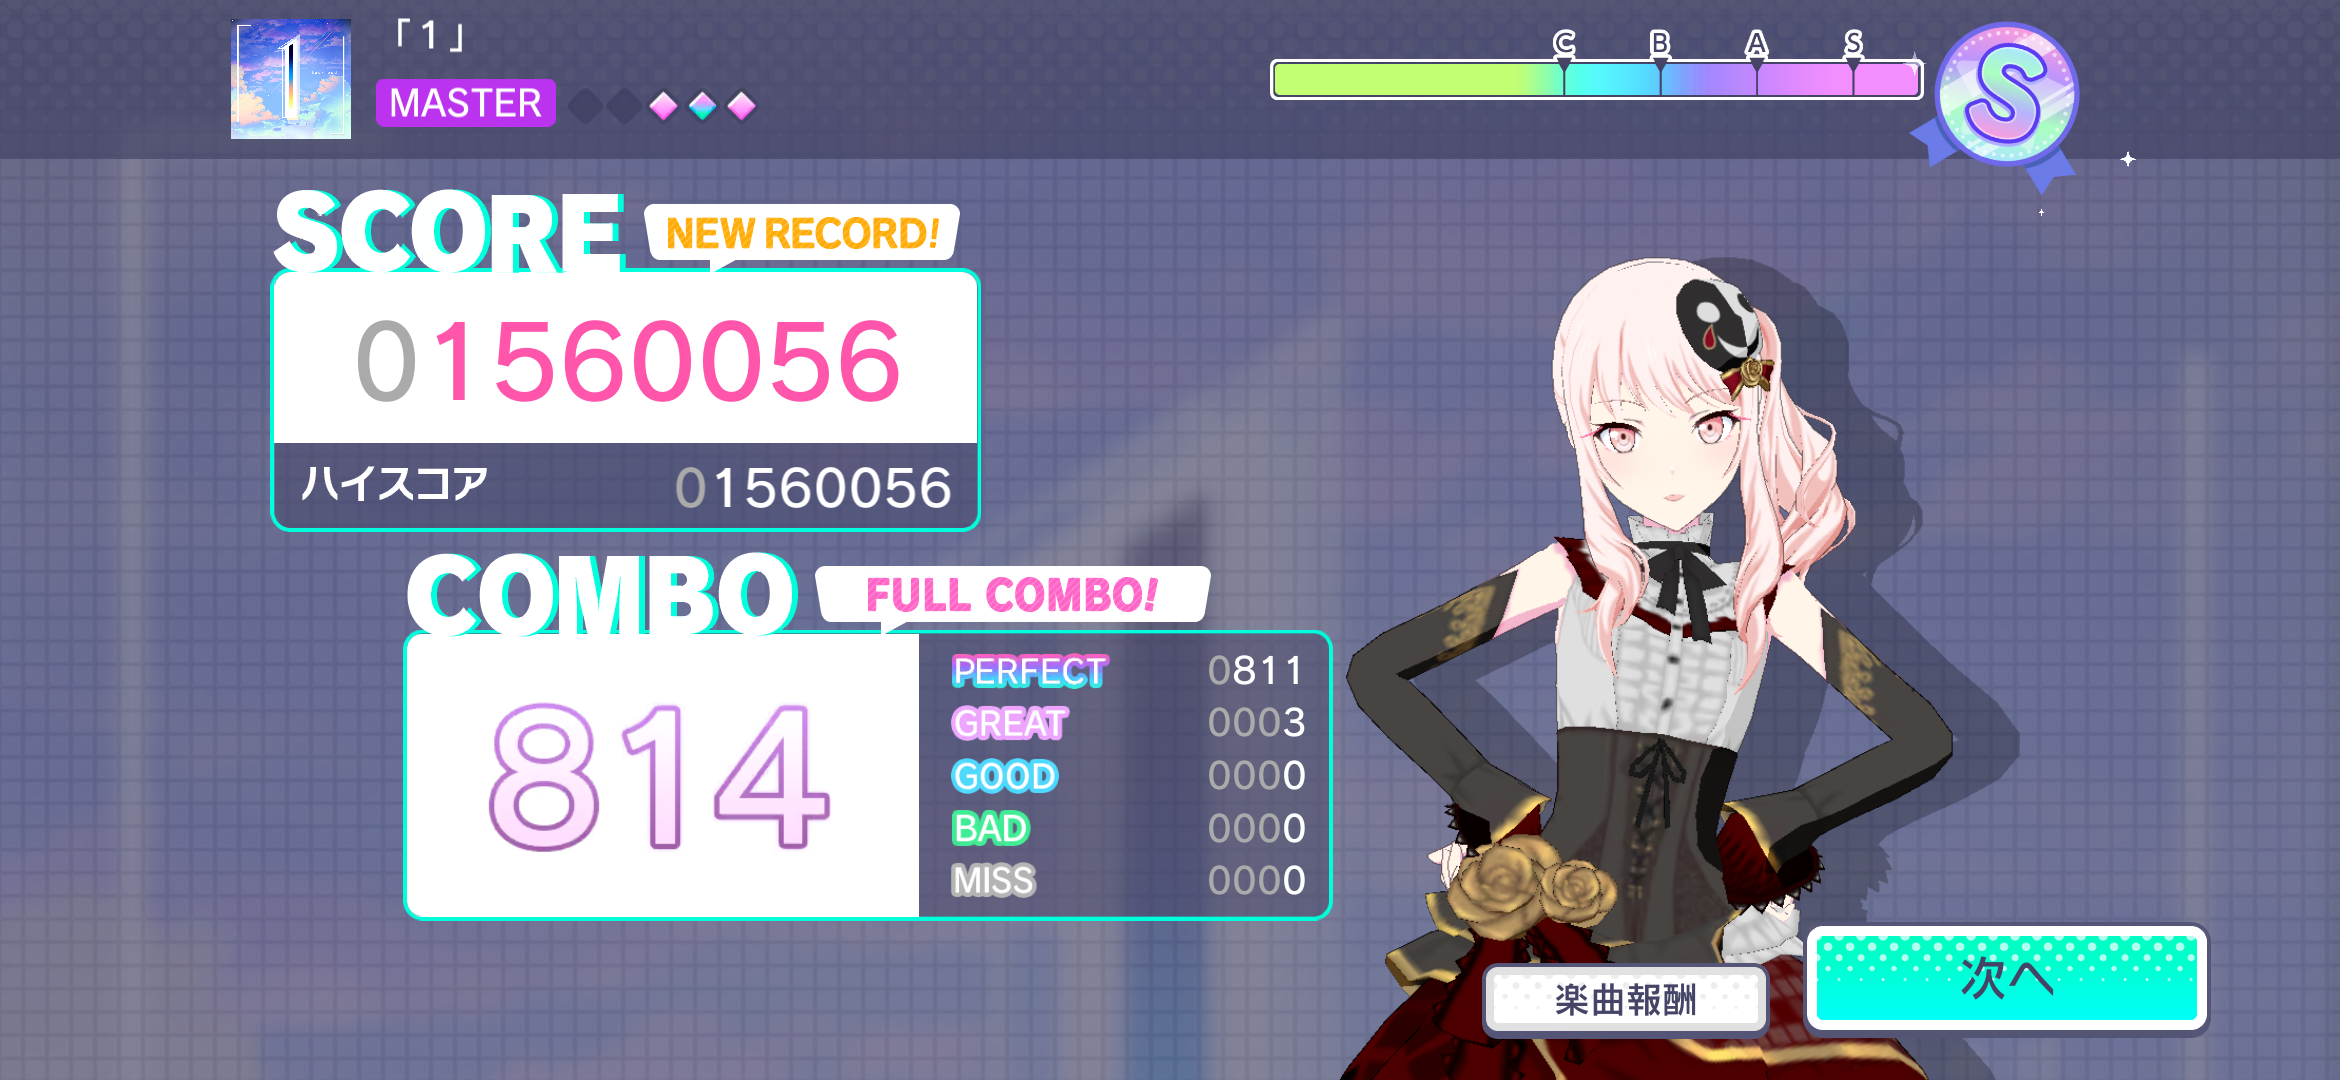 「1」
MASTER
C B A S
S
SCORE
NEW RECORD!
01560056
ハイスコア 01560056
COMBO
FULL COMBO!
814
PERFECT 0811
GREAT 0003
GOOD 0000
BAD 0000
MISS 0000
楽曲報酬
次へ